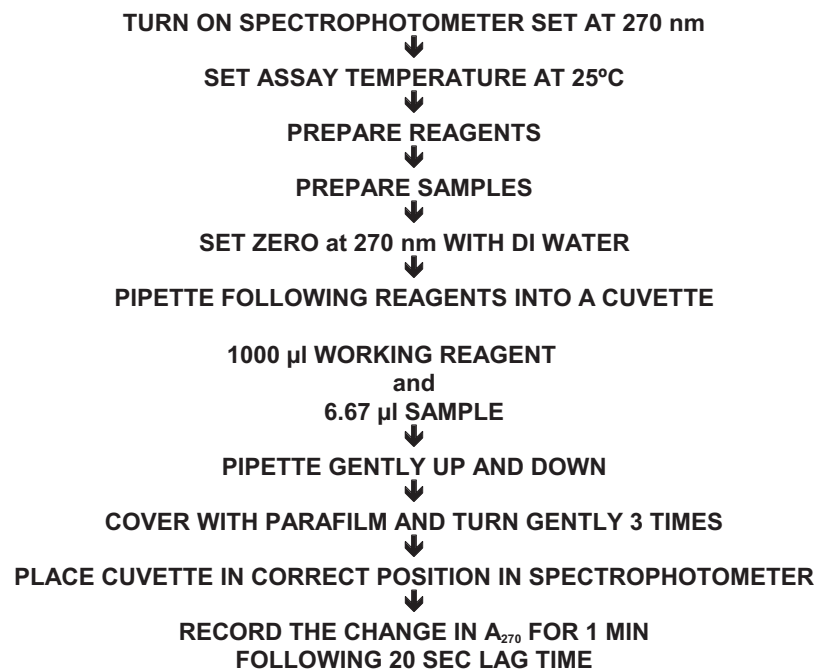 TURN ON SPECTROPHOTOMETER SET AT 270 nm
SET ASSAY TEMPERATURE AT 25ºC
PREPARE REAGENTS
PREPARE SAMPLES
SET ZERO at 270 nm WITH DI WATER
PIPETTE FOLLOWING REAGENTS INTO A CUVETTE
1000 µl WORKING REAGENT
and
6.67 µl SAMPLE
PIPETTE GENTLY UP AND DOWN
COVER WITH PARAFILM AND TURN GENTLY 3 TIMES
PLACE CUVETTE IN CORRECT POSITION IN SPECTROPHOTOMETER
RECORD THE CHANGE IN A₂₇₀ FOR 1 MIN
FOLLOWING 20 SEC LAG TIME